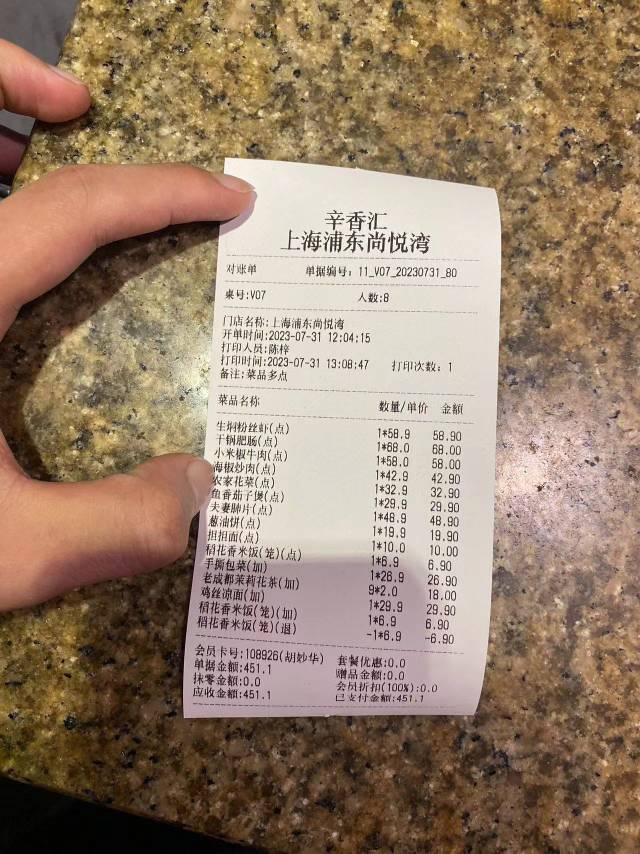 辛香汇
上海浦东尚悦湾
对账单 单据编号：11_V07_20230731_80
桌号:V07 人数:8
门店名称:上海浦东尚悦湾
开单时间:2023-07-31 12:04:15
打印人员:陈梓
打印时间:2023-07-31 13:08:47 打印次数：1
备注:菜品多点
菜品名称 数量/单价 金额
生焗粉丝虾(点) 1*58.9 58.90
干锅肥肠(点) 1*68.0 68.00
小米椒牛肉(点) 1*58.0 58.00
海椒炒肉(点) 1*42.9 42.90
农家花菜(点) 1*32.9 32.90
鱼香茄子煲(点) 1*29.9 29.90
夫妻肺片(点) 1*48.9 48.90
葱油饼(点) 1*19.9 19.90
担担面(点) 1*10.0 10.00
稻花香米饭(笼)(点) 1*6.9 6.90
手撕包菜(加) 1*26.9 26.90
老成都茉莉花茶(加) 9*2.0 18.00
鸡丝凉面(加) 1*29.9 29.90
稻花香米饭(笼)(加) 1*6.9 6.90
稻花香米饭(笼)(退) -1*6.9 -6.90
会员卡号:108926(胡妙华) 套餐优惠:0.0
单据金额:451.1 赠品金额:0.0
抹零金额:0.0 会员折扣(100%):0.0
应收金额:451.1 已支付金额:451.1